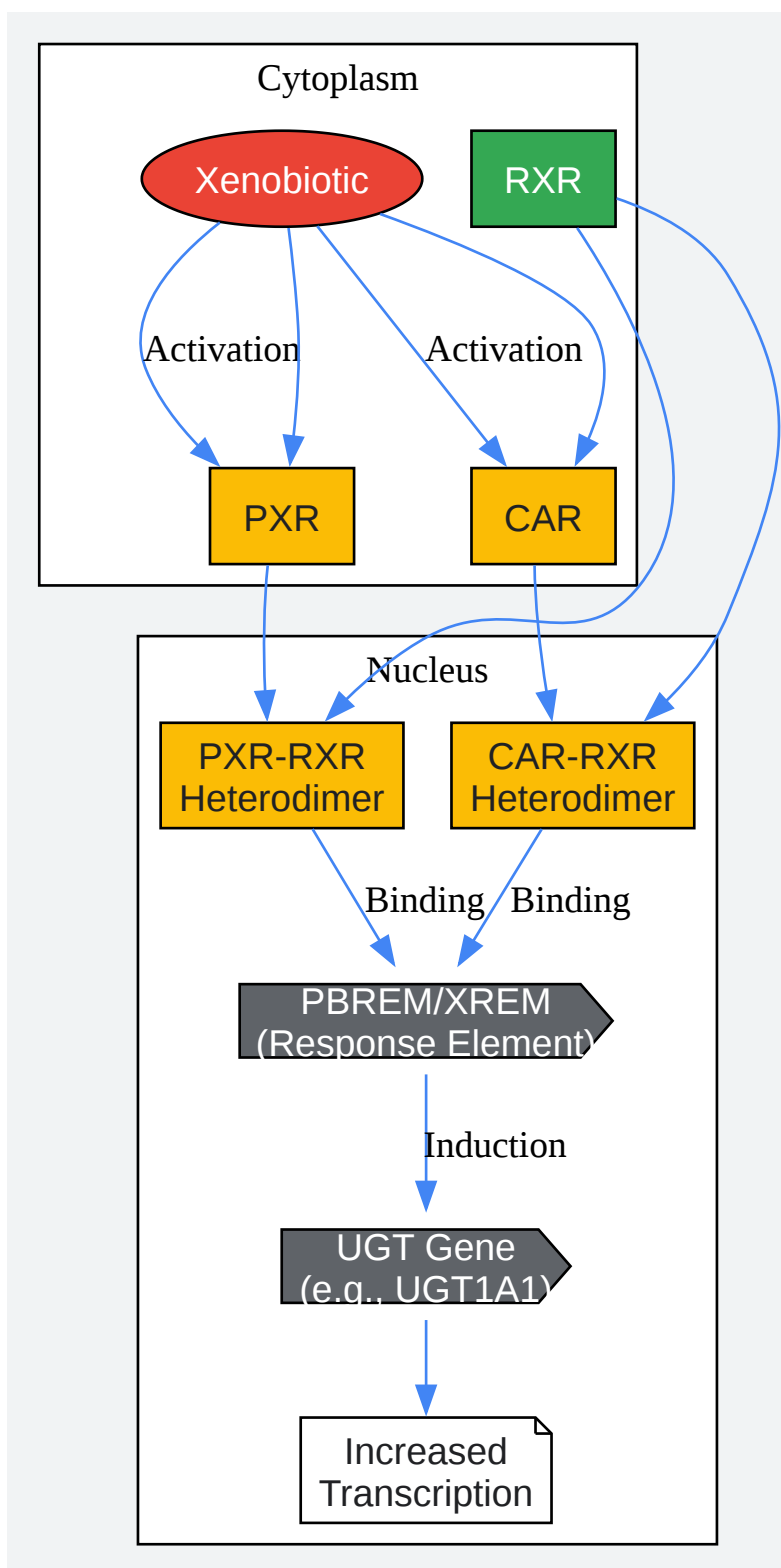 Cytoplasm
Xenobiotic
RXR
Activation
Activation
PXR
CAR
Nucleus
PXR-RXR
Heterodimer
CAR-RXR
Heterodimer
Binding
Binding
PBREM/XREM
(Response Element)
Induction
UGT Gene
(e.g., UGT1A1)
Increased
Transcription